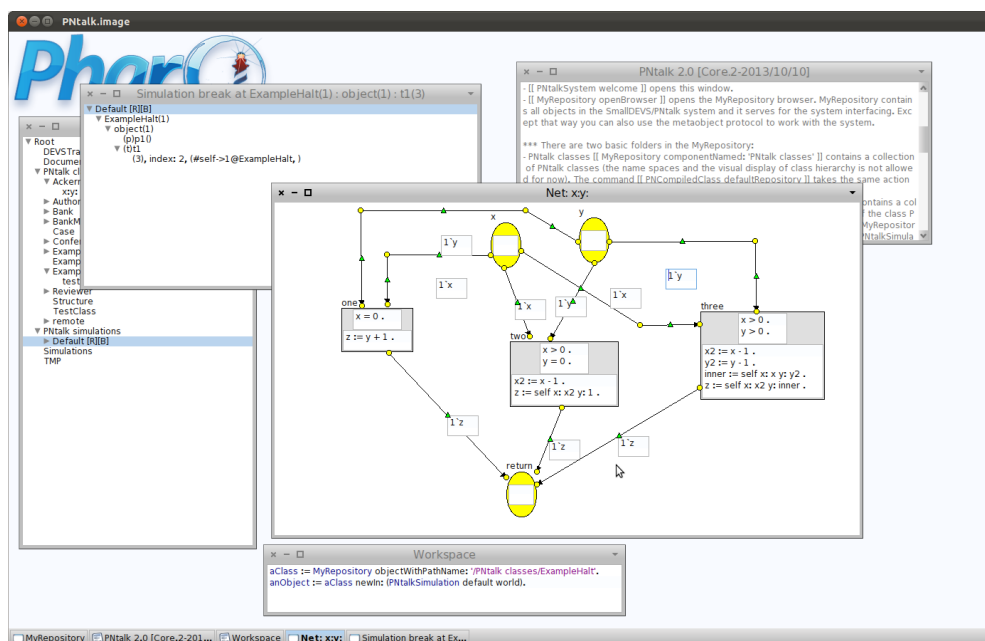 PNtalk.image
Pharo
Simulation break at ExampleHalt(1) : object(1) : t1(3)
Default [R][B]
ExampleHalt(1)
object(1)
(p)p1()
(t)t1
(3), index: 2, (#self->1@ExampleHalt, )
PNtalk 2.0 [Core.2-2013/10/10]
- [[ PNtalkSystem welcome ]] opens this window.
- [[ MyRepository openBrowser ]] opens the MyRepository browser. MyRepository contain
s all objects in the SmallDEVS/PNtalk system and it serves for the system interfacing. Exc
ept that way you can also use the metaobject protocol to work with the system.
*** There are two basic folders in the MyRepository:
- PNtalk classes [[ MyRepository componentNamed: 'PNtalk classes' ]] contains a collection
of PNtalk classes (the name spaces and the visual display of class hierarchy is not allowe
d for now). The command [[ PNCompiledClass defaultRepository ]] takes the same action
ontains a col
f the class P
MyRepositor
PNtalkSimula
Root
DEVSTra
Docume
PNtalk cl
Ackerr
x:y:
Author
Bank
BankM
Case
Confe
Examp
Examp
Examp
test
Reviewer
Structure
TestClass
remote
PNtalk simulations
Default [R][B]
Simulations
TMP
Net: x:y:
x
y
1`y
1`y
1`x
1`x
1`x
1`y
one
x = 0 .
z := y + 1 .
two
x > 0 .
y = 0 .
x2 := x - 1 .
z := self x: x2 y: 1 .
three
x > 0 .
y > 0 .
x2 := x - 1 .
y2 := y - 1 .
inner := self x: x y: y2 .
z := self x: x2 y: inner .
1`z
1`z
1`z
return
Workspace
aClass := MyRepository objectWithPathName: '/PNtalk classes/ExampleHalt'.
anObject := aClass newIn: (PNtalkSimulation default world).
MyRepository PNtalk 2.0 [Core.2-201... Workspace Net: x:y: Simulation break at Ex...